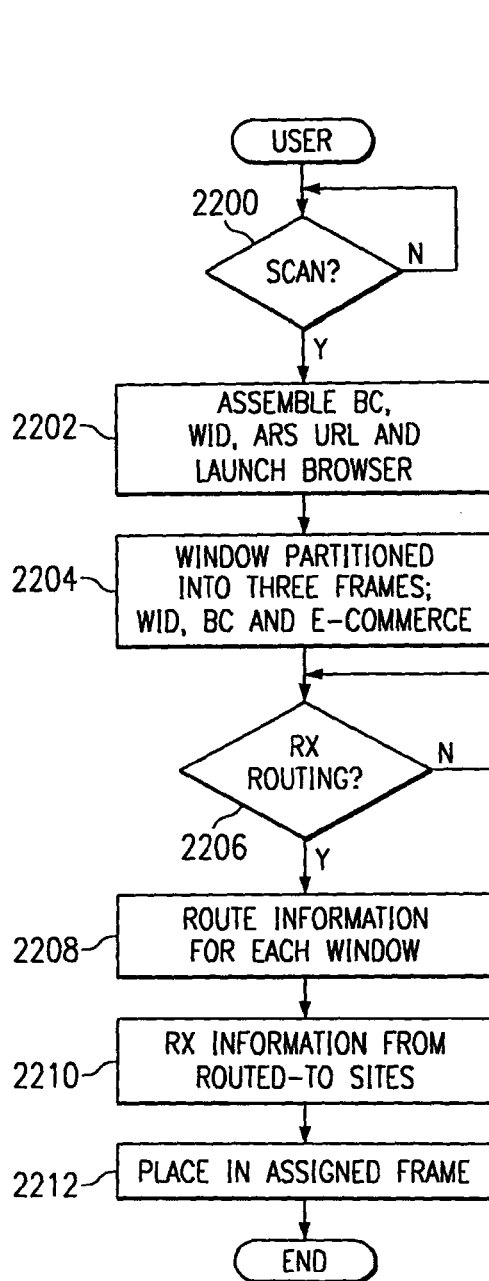 USER
2200
SCAN?
N
Y
2202
ASSEMBLE BC,
WID, ARS URL AND
LAUNCH BROWSER
2204
WINDOW PARTITIONED
INTO THREE FRAMES;
WID, BC AND E-COMMERCE
RX
ROUTING?
N
2206
Y
2208
ROUTE INFORMATION
FOR EACH WINDOW
2210
RX INFORMATION FROM
ROUTED-TO SITES
2212
PLACE IN ASSIGNED FRAME
END